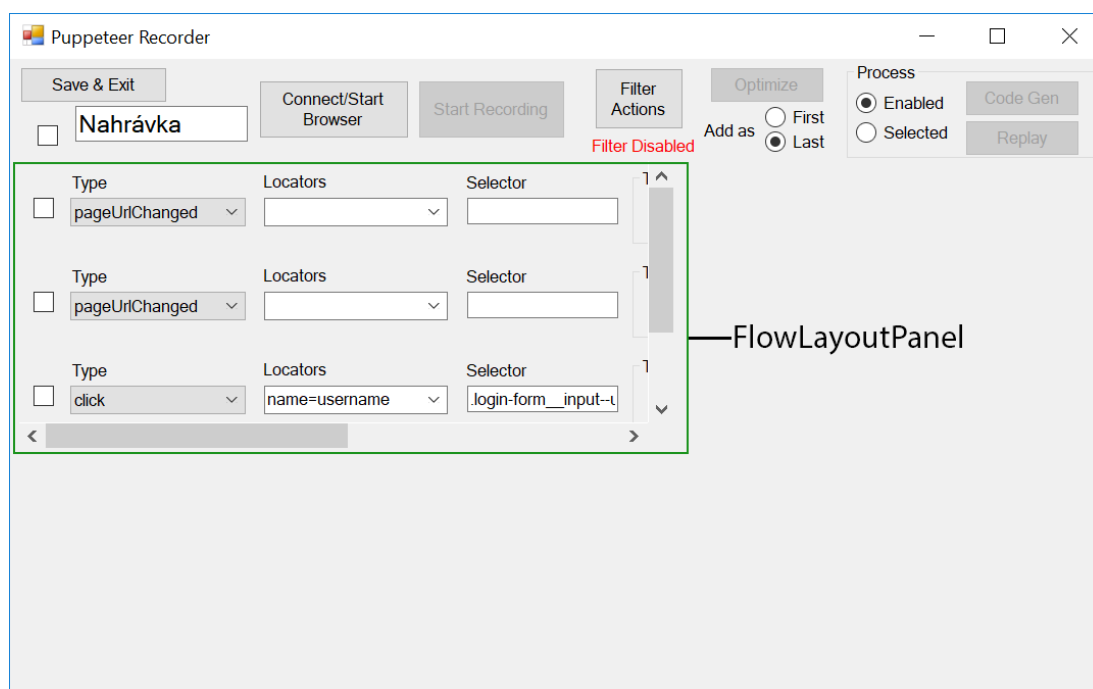 Puppeteer Recorder
Save & Exit
Nahrávka
Connect/Start
Browser
Start Recording
Filter
Actions
Filter Disabled
Optimize
Add as
First
Last
Process
Enabled
Selected
Code Gen
Replay
Type
Locators
Selector
pageUrlChanged
Type
Locators
Selector
pageUrlChanged
FlowLayoutPanel
Type
Locators
Selector
click
name=username
.login-form__input--u